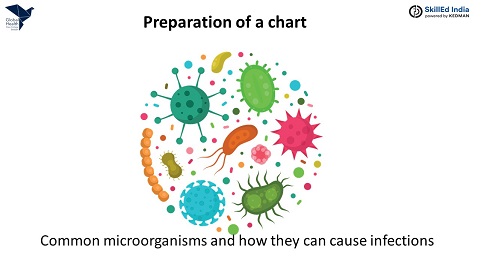 Global
Health
SkillEd India
powered by KEDMAN
Preparation of a chart
Common microorganisms and how they can cause infections